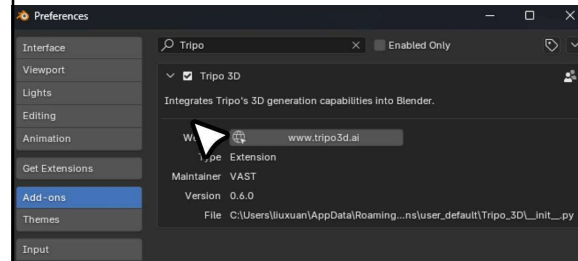 Preferences
Interface
Viewport
Lights
Editing
Animation
Get Extensions
Add-ons
Themes
Input
Tripo
Enabled Only
Tripo 3D
Integrates Tripo's 3D generation capabilities into Blender.
www.tripo3d.ai
Type Extension
Maintainer VAST
Version 0.6.0
File C:\Users\liuxuan\AppData\Roaming...ns\user_default\Tripo_3D\__init__.py